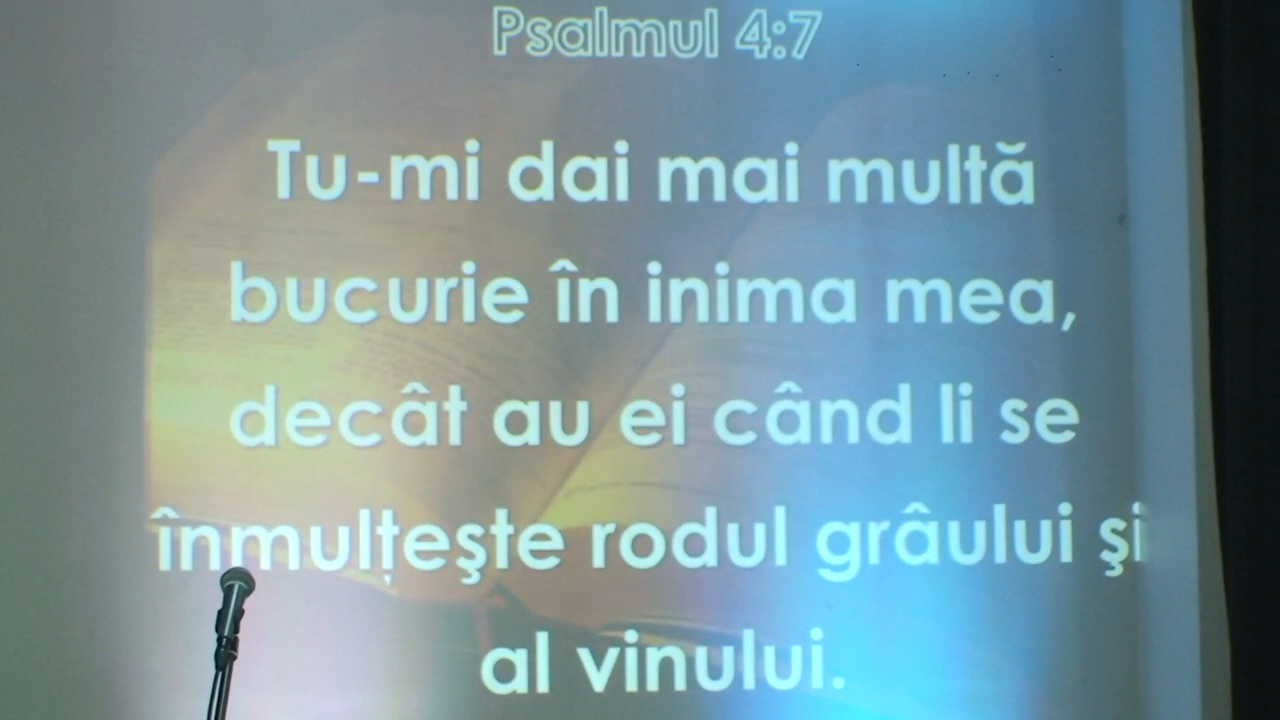 Psalmul 4:7
Tu-mi dai mai multă
bucurie în inima mea,
decât au ei când li se
înmulţeşte rodul grâului şi
al vinului.